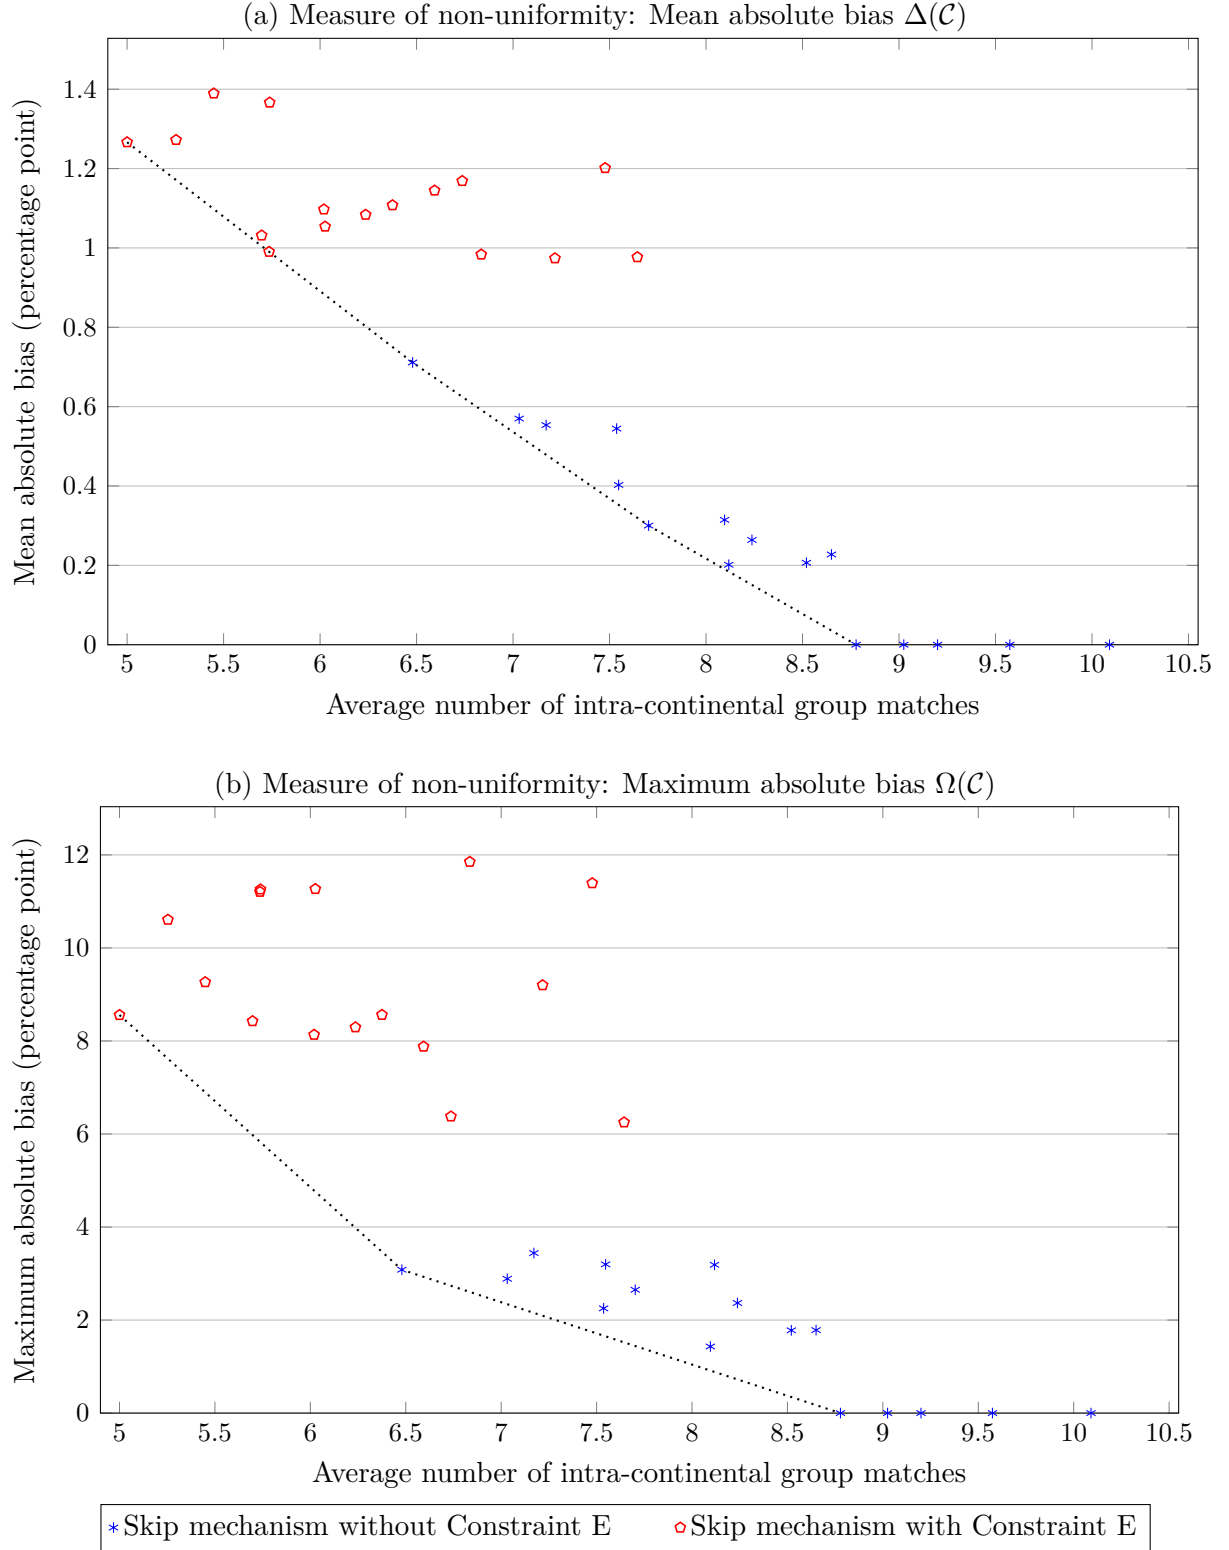 (a) Measure of non-uniformity: Mean absolute bias Δ(𝒞)
Mean absolute bias (percentage point)
1.4
1.2
1
0.8
0.6
0.4
0.2
0
5 5.5 6 6.5 7 7.5 8 8.5 9 9.5 10 10.5
Average number of intra-continental group matches
(b) Measure of non-uniformity: Maximum absolute bias Ω(𝒞)
Maximum absolute bias (percentage point)
12
10
8
6
4
2
0
5 5.5 6 6.5 7 7.5 8 8.5 9 9.5 10 10.5
Average number of intra-continental group matches
Skip mechanism without Constraint E Skip mechanism with Constraint E